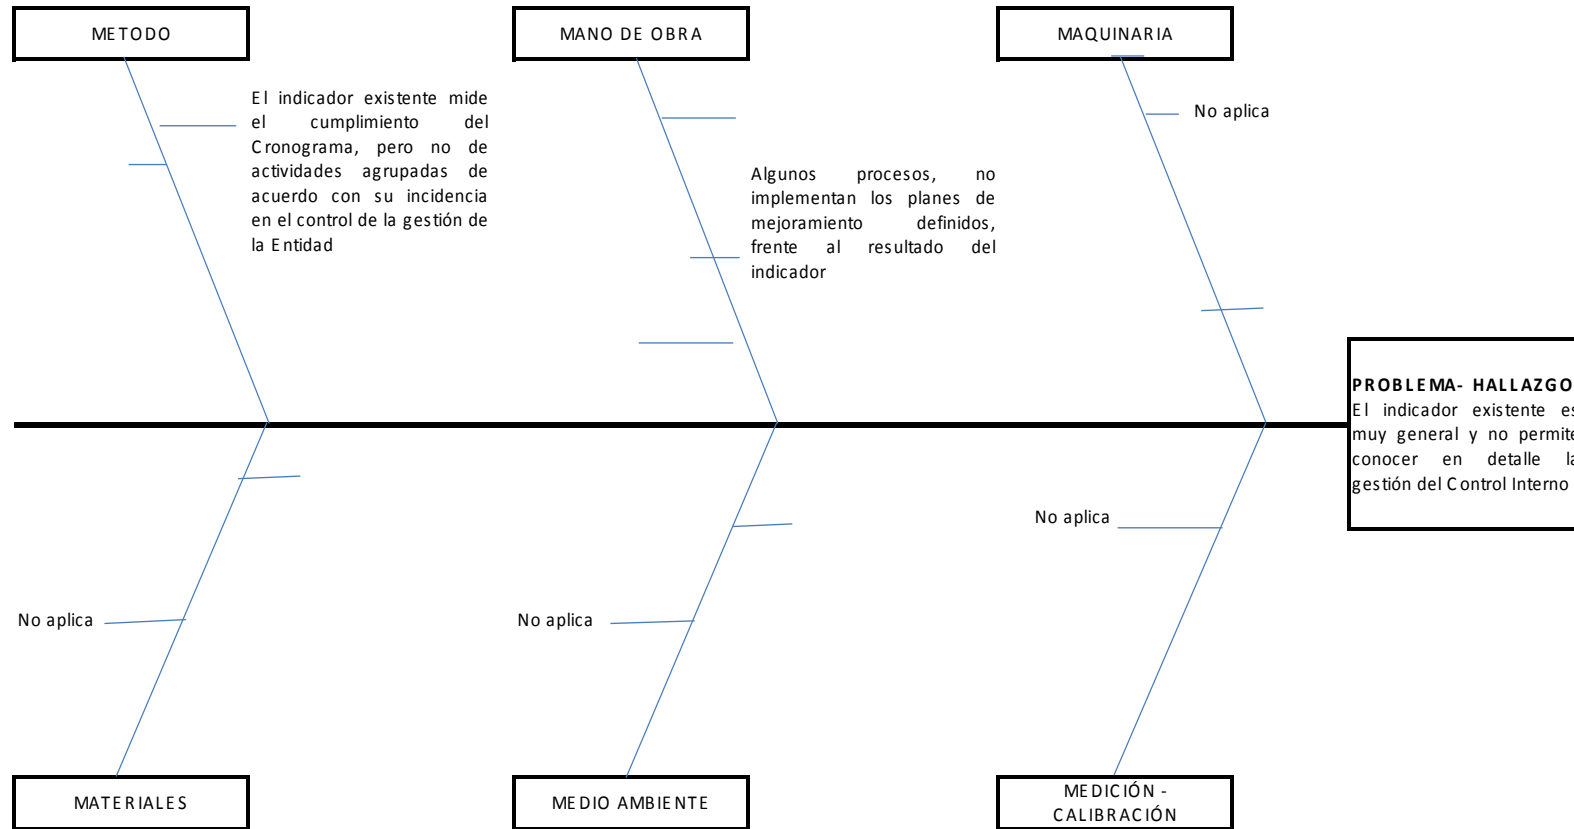 METODO
MANO DE OBRA
MAQUINARIA
El indicador existente mide
el cumplimiento del
Cronograma, pero no de
actividades agrupadas de
acuerdo con su incidencia
en el control de la gestión de
la Entidad
Algunos procesos, no
implementan los planes de
mejoramiento definidos,
frente al resultado del
indicador
No aplica
PROBLEMA- HALLAZGO
El indicador existente es
muy general y no permite
conocer en detalle la
gestión del Control Interno
No aplica
No aplica
No aplica
MATERIALES
MEDIO AMBIENTE
MEDICIÓN -
CALIBRACIÓN